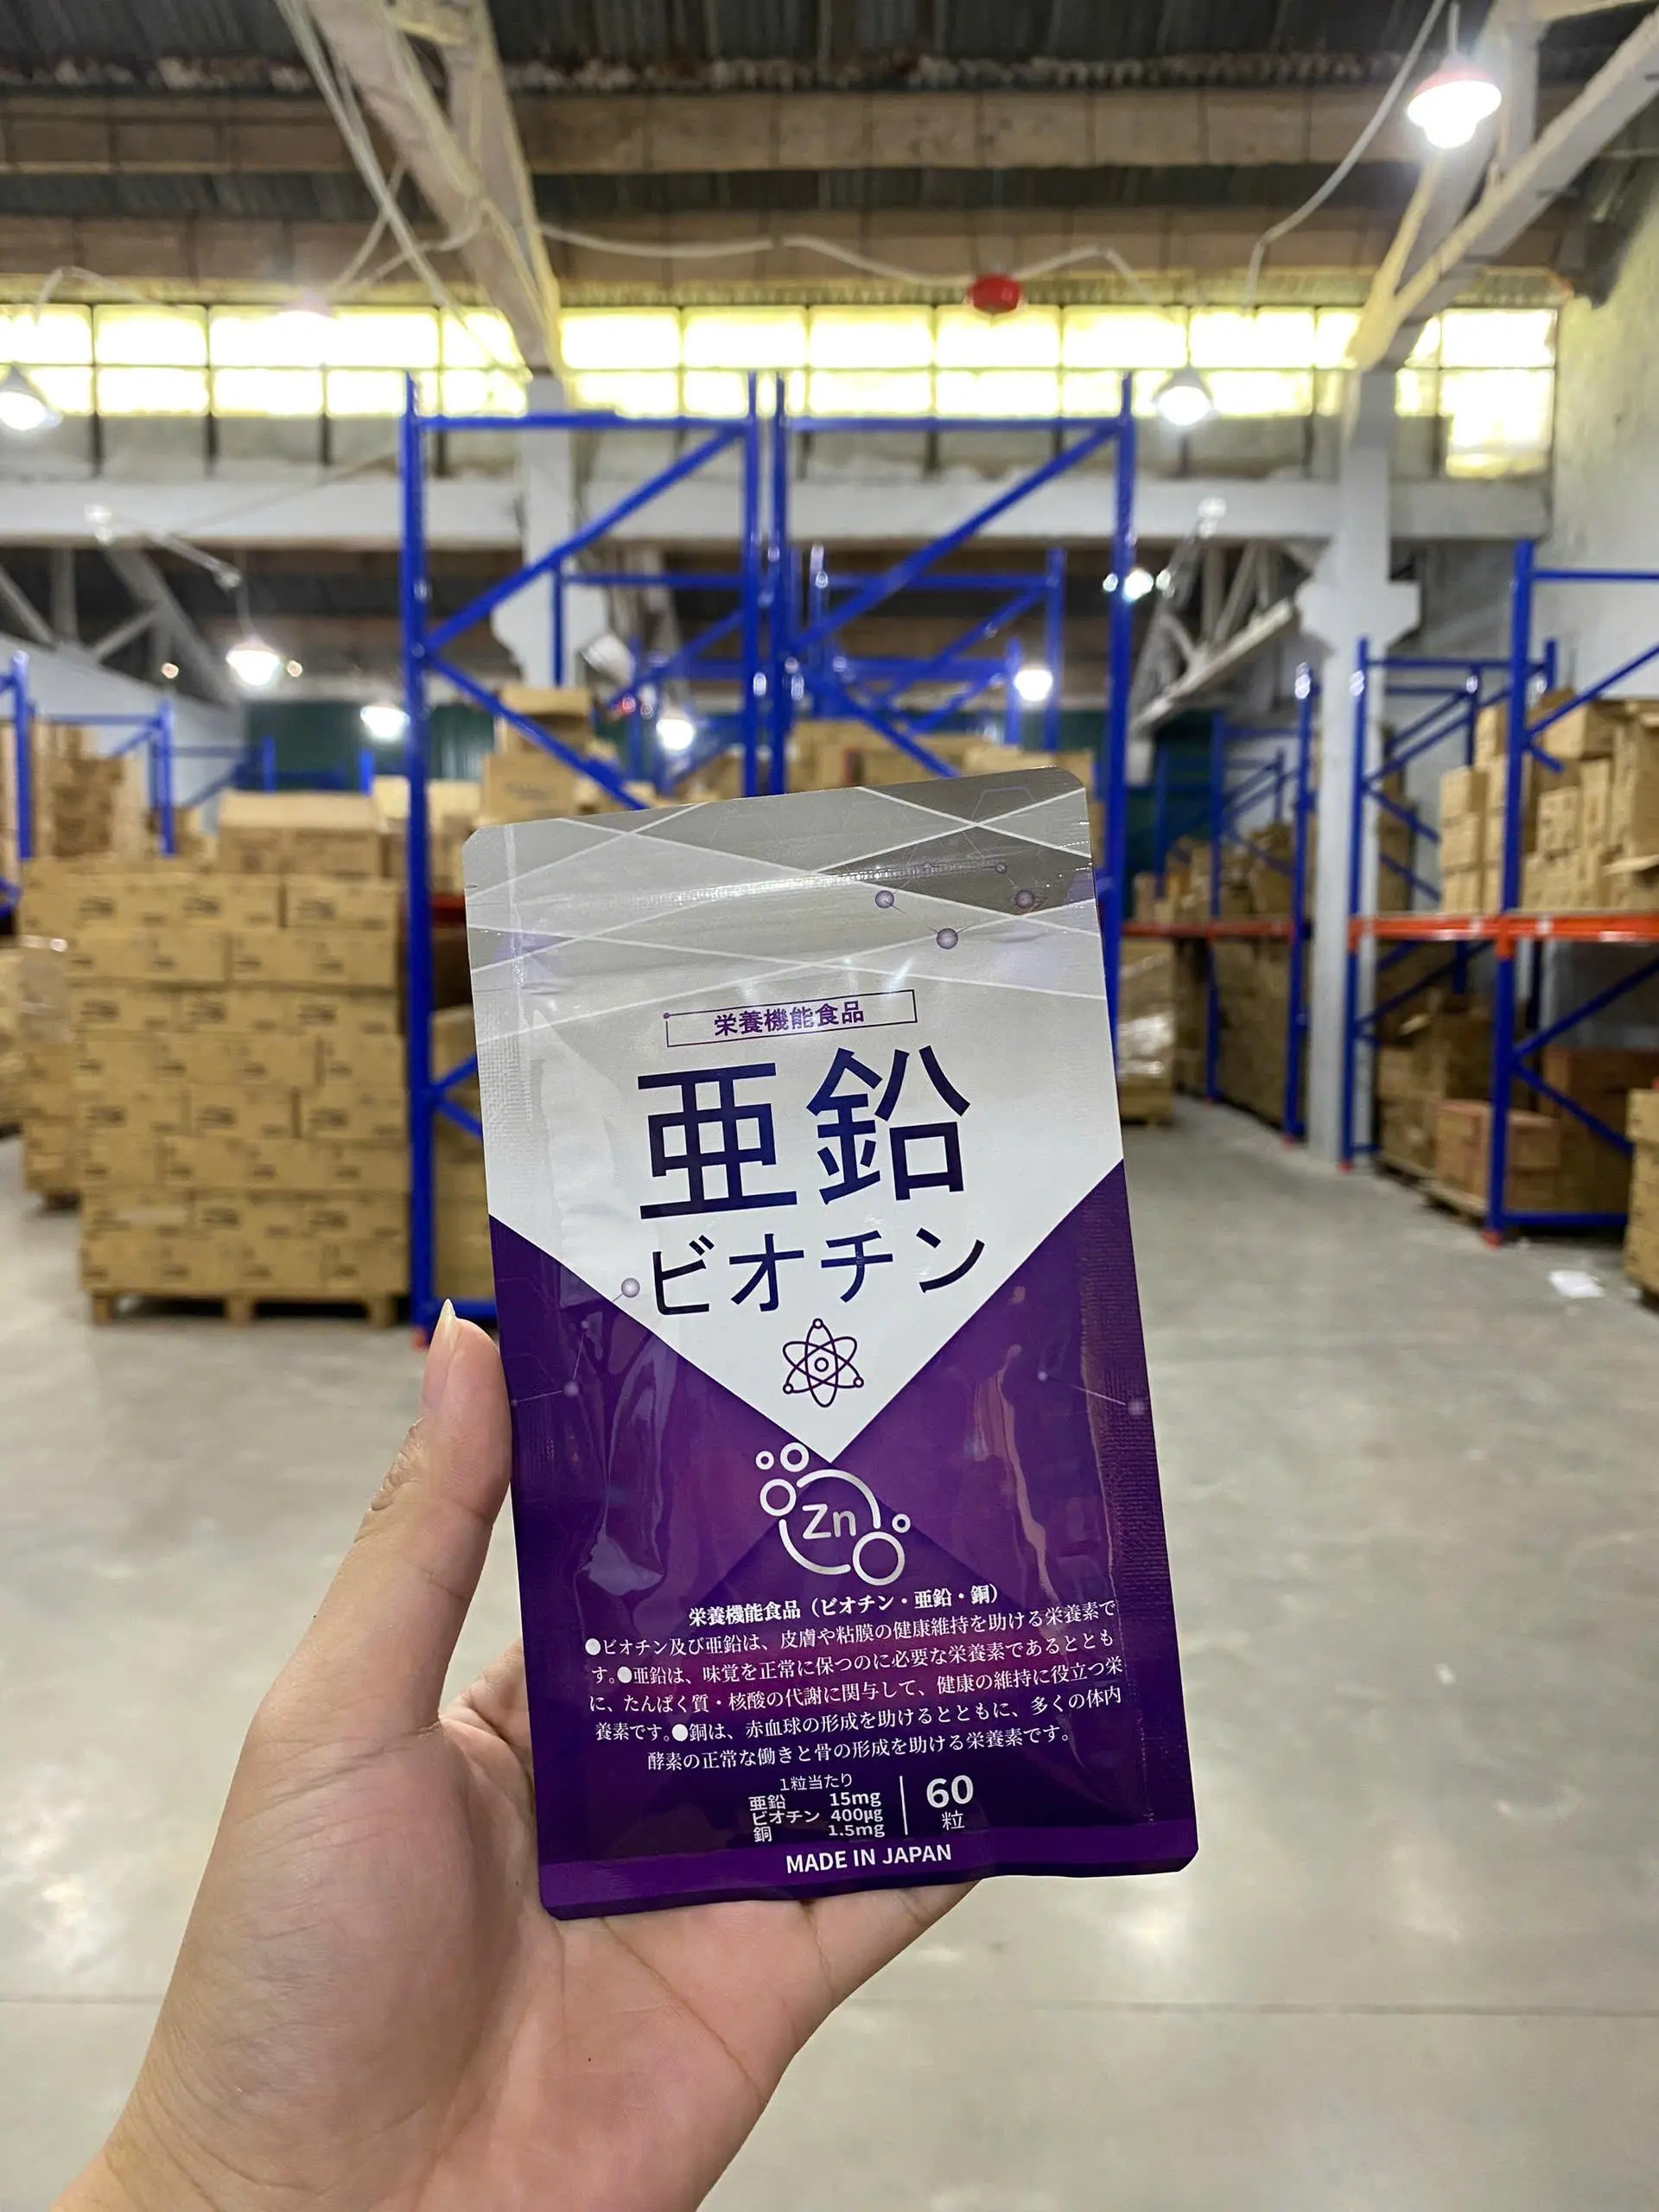 栄養機能食品
亜鉛
ビオチン
Zn
栄養機能食品（ビオチン・亜鉛・銅）
●ビオチン及び亜鉛は、皮膚や粘膜の健康維持を助ける栄養素で
す。●亜鉛は、味覚を正常に保つのに必要な栄養素であるととも
に、たんぱく質・核酸の代謝に関与して、健康の維持に役立つ栄
養素です。●銅は、赤血球の形成を助けるとともに、多くの体内
酵素の正常な働きと骨の形成を助ける栄養素です。
1粒当たり
亜鉛 15mg
ビオチン 400μg
銅 1.5mg
60
粒
MADE IN JAPAN